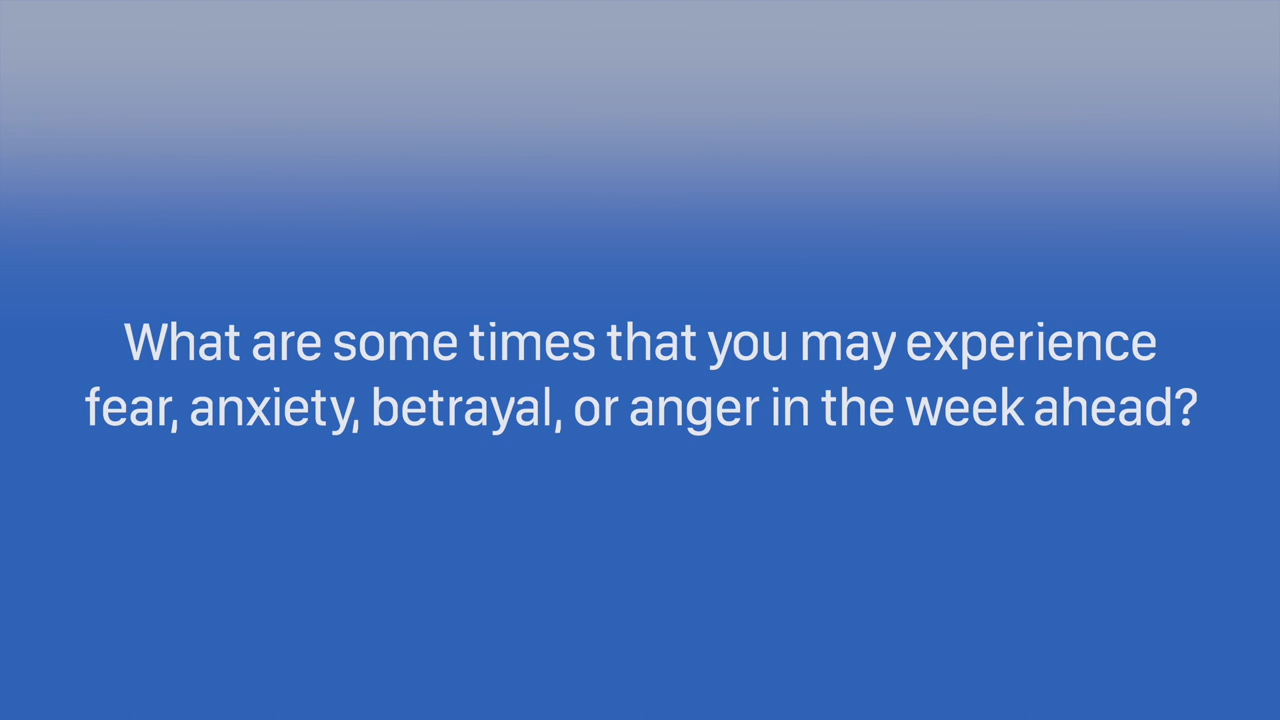 What are some times that you may experience
fear, anxiety, betrayal, or anger in the week ahead?